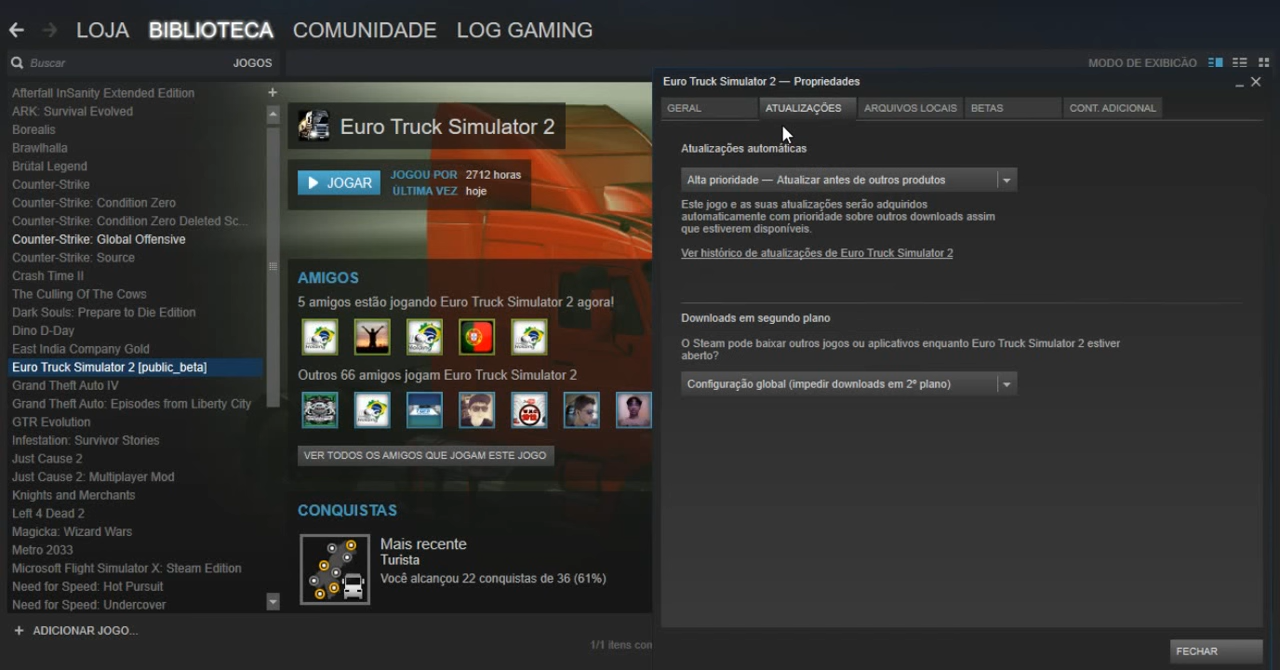 LOJA BIBLIOTECA COMUNIDADE LOG GAMING
Buscar JOGOS
MODO DE EXIBICÃO
Afterfall InSanity Extended Edition
ARK: Survival Evolved
Borealis
Brawlhalla
Brütal Legend
Counter-Strike
Counter-Strike: Condition Zero
Counter-Strike: Condition Zero Deleted Sc...
Counter-Strike: Global Offensive
Counter-Strike: Source
Crash Time II
The Culling Of The Cows
Dark Souls: Prepare to Die Edition
Dino D-Day
East India Company Gold
Euro Truck Simulator 2 [public_beta]
Grand Theft Auto IV
Grand Theft Auto: Episodes from Liberty City
GTR Evolution
Infestation: Survivor Stories
Just Cause 2
Just Cause 2: Multiplayer Mod
Knights and Merchants
Left 4 Dead 2
Magicka: Wizard Wars
Metro 2033
Microsoft Flight Simulator X: Steam Edition
Need for Speed: Hot Pursuit
Need for Speed: Undercover
+ ADICIONAR JOGO...
Euro Truck Simulator 2
JOGAR
JOGOU POR 2712 horas
ÚLTIMA VEZ hoje
AMIGOS
5 amigos estão jogando Euro Truck Simulator 2 agora!
Outros 66 amigos jogam Euro Truck Simulator 2
VER TODOS OS AMIGOS QUE JOGAM ESTE JOGO
CONQUISTAS
Mais recente
Turista
Você alcançou 22 conquistas de 36 (61%)
1/1 itens con
Euro Truck Simulator 2 — Propriedades
GERAL ATUALIZAÇÕES ARQUIVOS LOCAIS BETAS CONT. ADICIONAL
Atualizações automáticas
Alta prioridade — Atualizar antes de outros produtos
Este jogo e as suas atualizações serão adquiridos
automaticamente com prioridade sobre outros downloads assim
que estiverem disponíveis.
Ver histórico de atualizações de Euro Truck Simulator 2
Downloads em segundo plano
O Steam pode baixar outros jogos ou aplicativos enquanto Euro Truck Simulator 2 estiver
aberto?
Configuração global (impedir downloads em 2º plano)
FECHAR